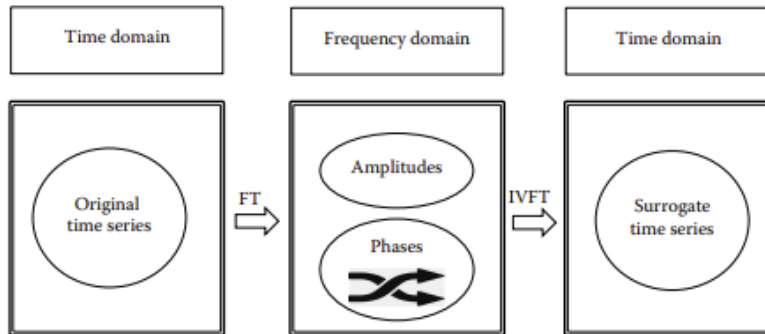 Time domain
Frequency domain
Time domain
Original
time series
FT
Amplitudes
Phases
IVFT
Surrogate
time series